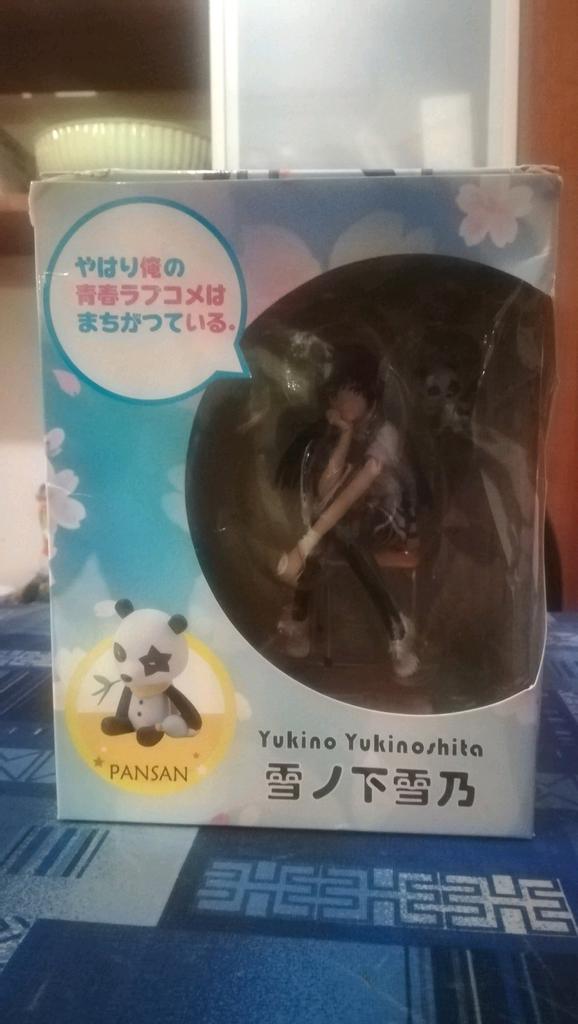 やはり俺の
青春ラブコメは
まちがっている。
PANSAN
Yukino Yukinoshita
雪ノ下雪乃